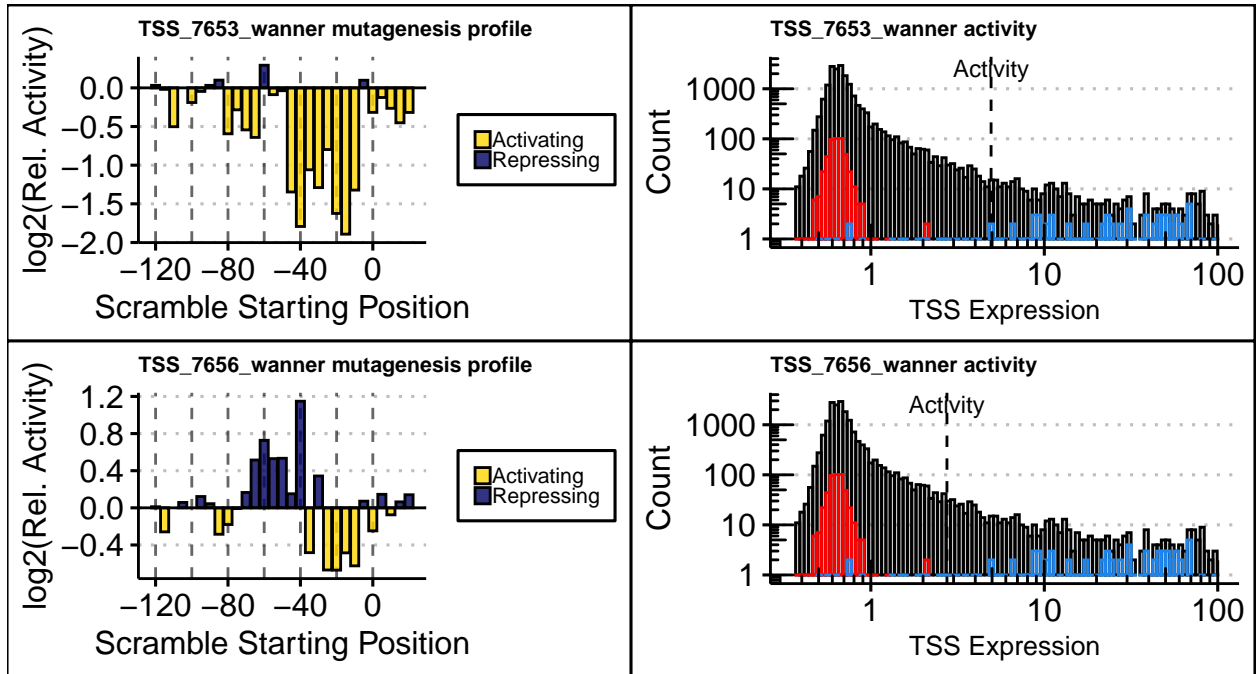 TSS_7653_wanner mutagenesis profile
log2(Rel. Activity)
0.0
−0.5
−1.0
−1.5
−2.0
−120 −80 −40 0
Scramble Starting Position
Activating
Repressing
TSS_7653_wanner activity
Activity
Count
1000
100
10
1
1 10 100
TSS Expression
TSS_7656_wanner mutagenesis profile
log2(Rel. Activity)
1.2
0.8
0.4
0.0
−0.4
−120 −80 −40 0
Scramble Starting Position
Activating
Repressing
TSS_7656_wanner activity
Activity
Count
1000
100
10
1
1 10 100
TSS Expression